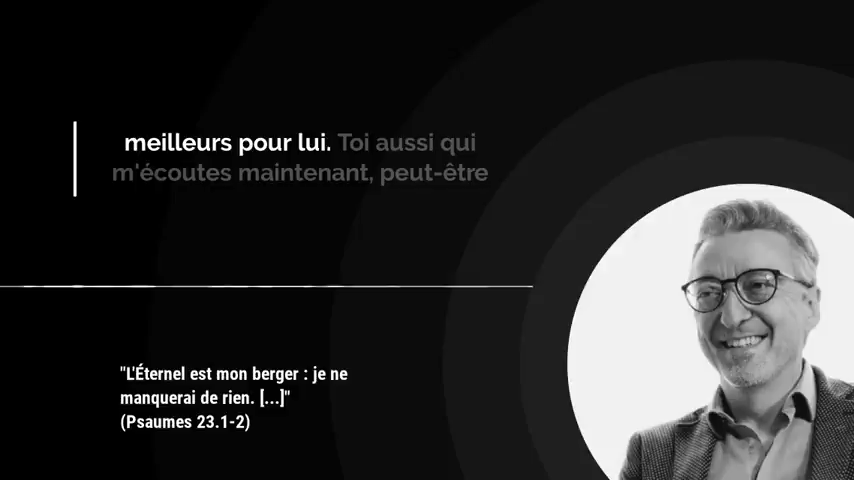 meilleurs pour lui. Toi aussi qui
m'écoutes maintenant, peut-être
"L'Éternel est mon berger : je ne
manquerai de rien. [...]"
(Psaumes 23.1-2)